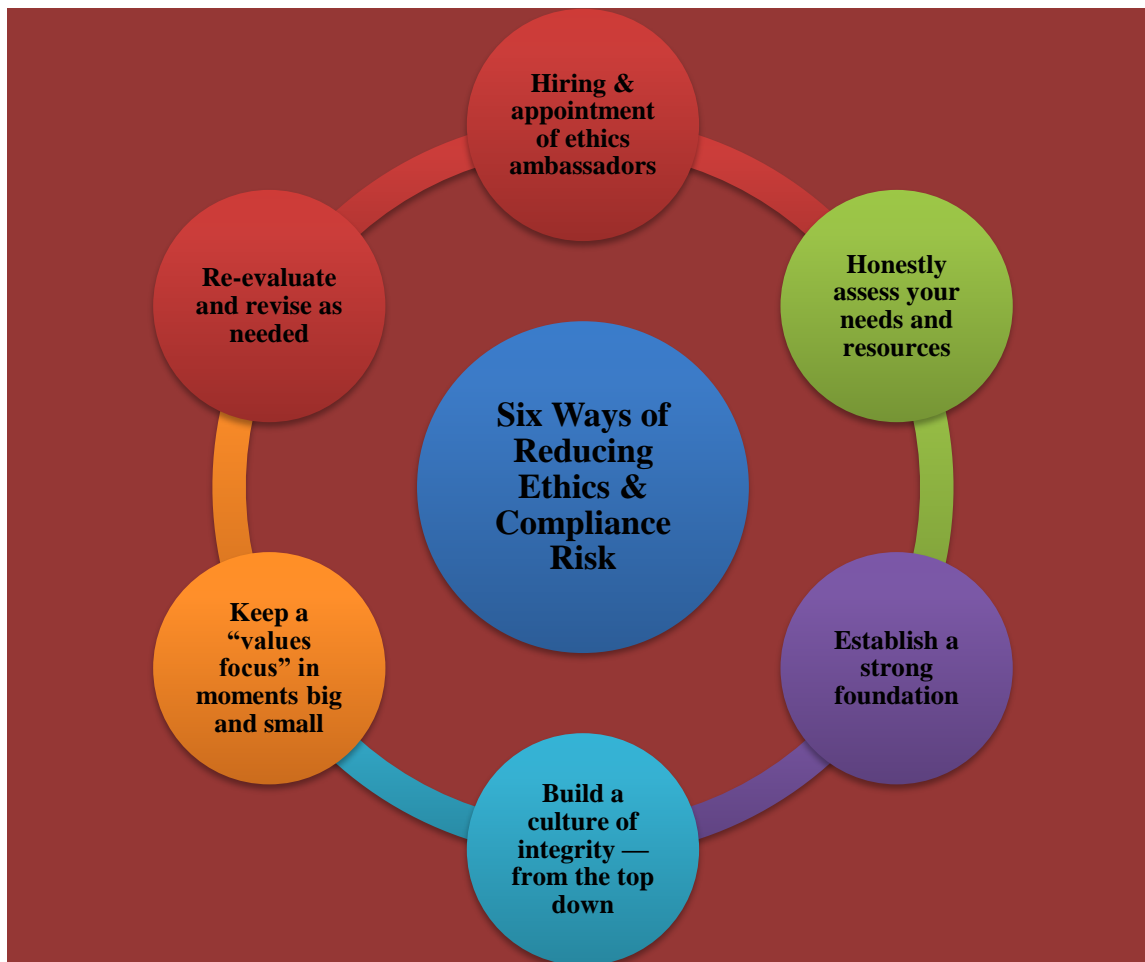 Hiring &
appointment
of ethics
ambassadors
Honestly
assess your
needs and
resources
Establish a
strong
foundation
Build a
culture of
integrity —
from the top
down
Keep a
“values
focus” in
moments big
and small
Re-evaluate
and revise as
needed
Six Ways of
Reducing
Ethics &
Compliance
Risk